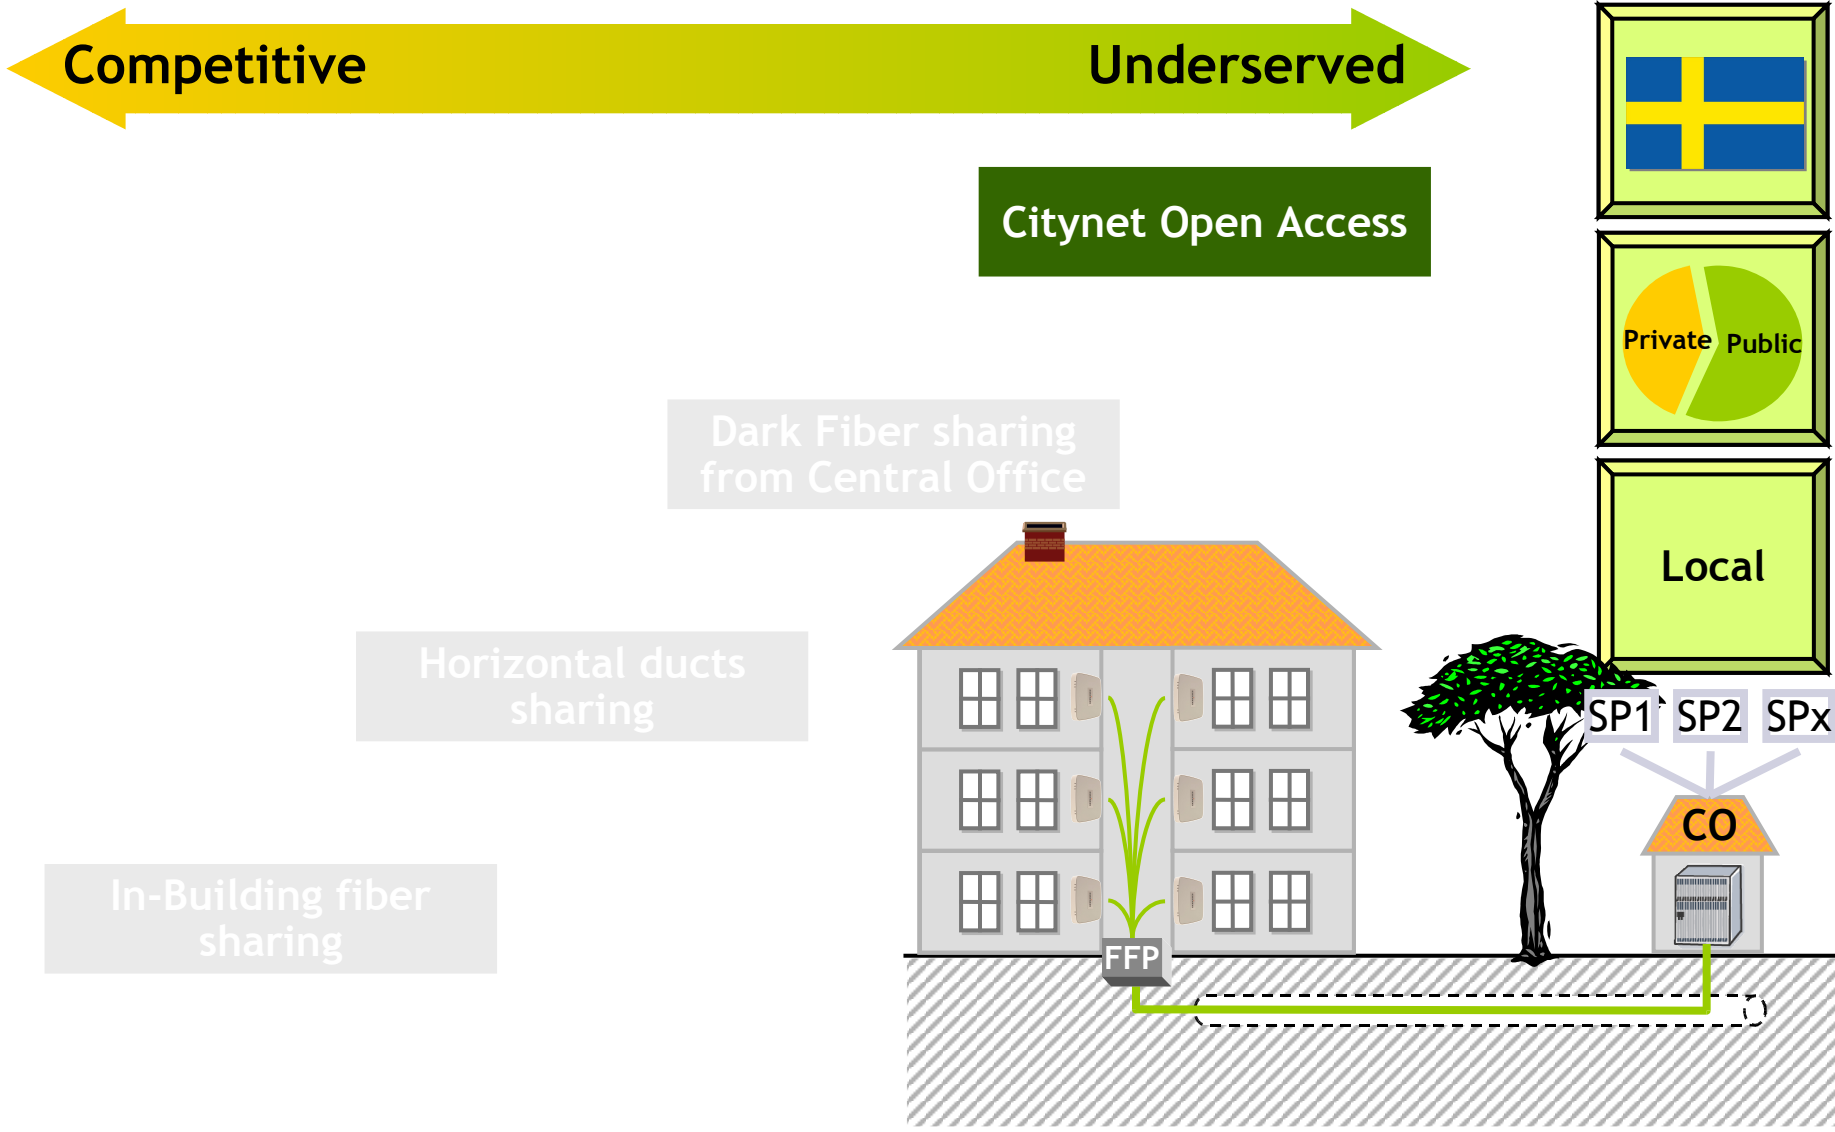 Competitive
Underserved
Citynet Open Access
Private
Public
Dark Fiber sharing
from Central Office
Local
Horizontal ducts
sharing
SP1
SP2
SPx
CO
In-Building fiber
sharing
FFP